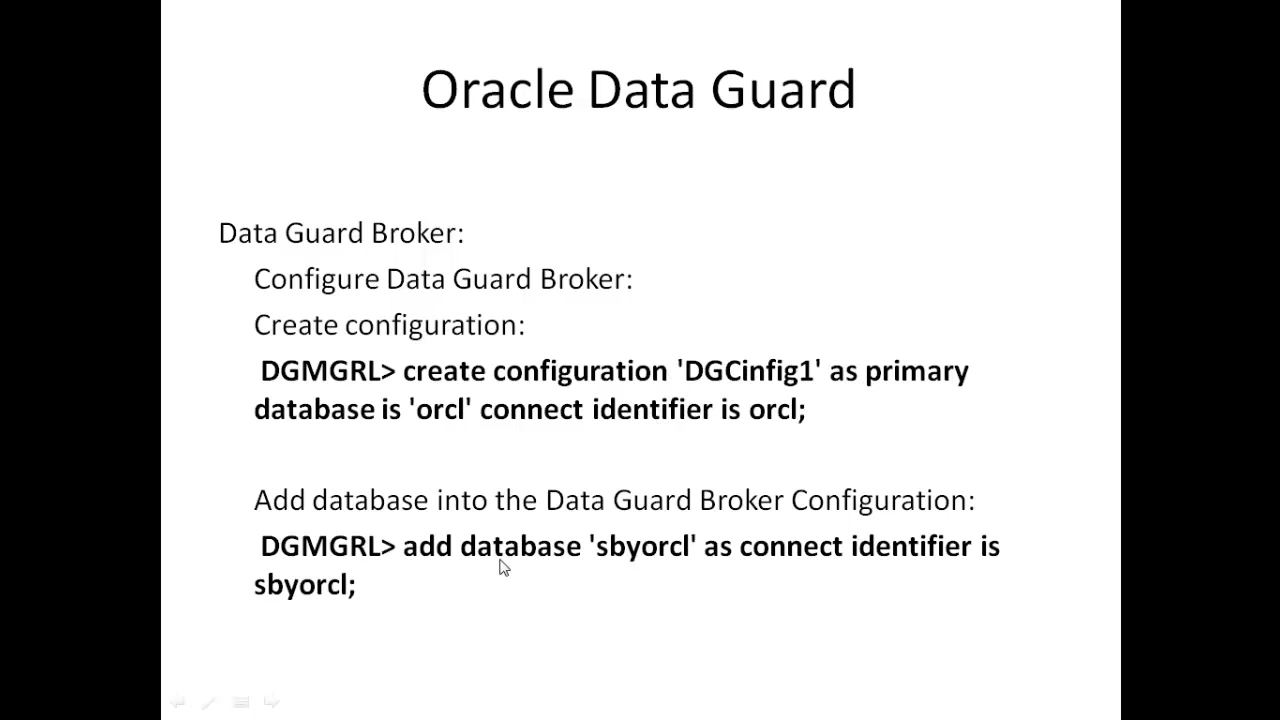 Oracle Data Guard
Data Guard Broker:
Configure Data Guard Broker:
Create configuration:
DGMGRL> create configuration 'DGCinfig1' as primary
database is 'orcl' connect identifier is orcl;
Add database into the Data Guard Broker Configuration:
DGMGRL> add database 'sbyorcl' as connect identifier is
sbyorcl;